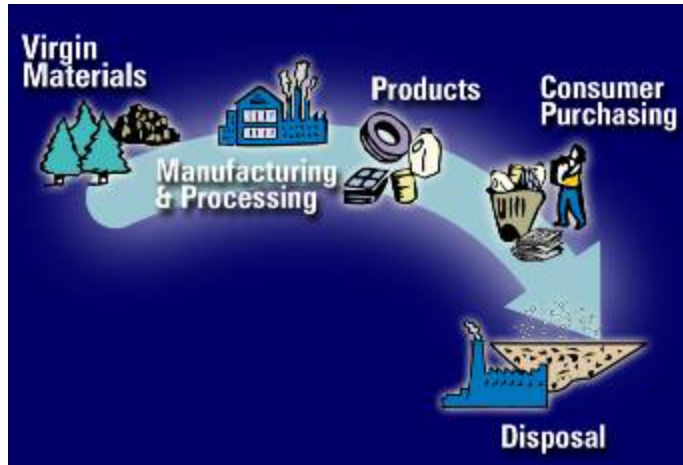 Virgin
Materials
Manufacturing
& Processing
Products
Consumer
Purchasing
Disposal